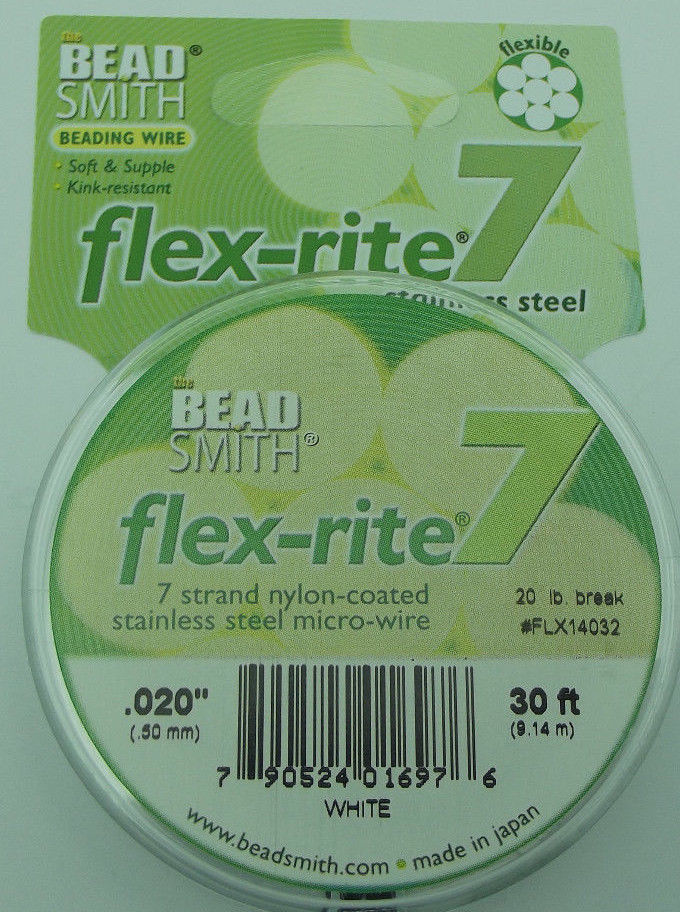 the
BEAD®
SMITH
BEADING WIRE
• Soft & Supple
• Kink-resistant
flexible
flex-rite® 7
stainless steel
the
BEAD
SMITH®
flex-rite® 7
7 strand nylon-coated
stainless steel micro-wire
20 lb. break
#FLX14032
.020"
(.50 mm)
30 ft
(9.14 m)
7 90524 01697 6
WHITE
www.beadsmith.com • made in japan